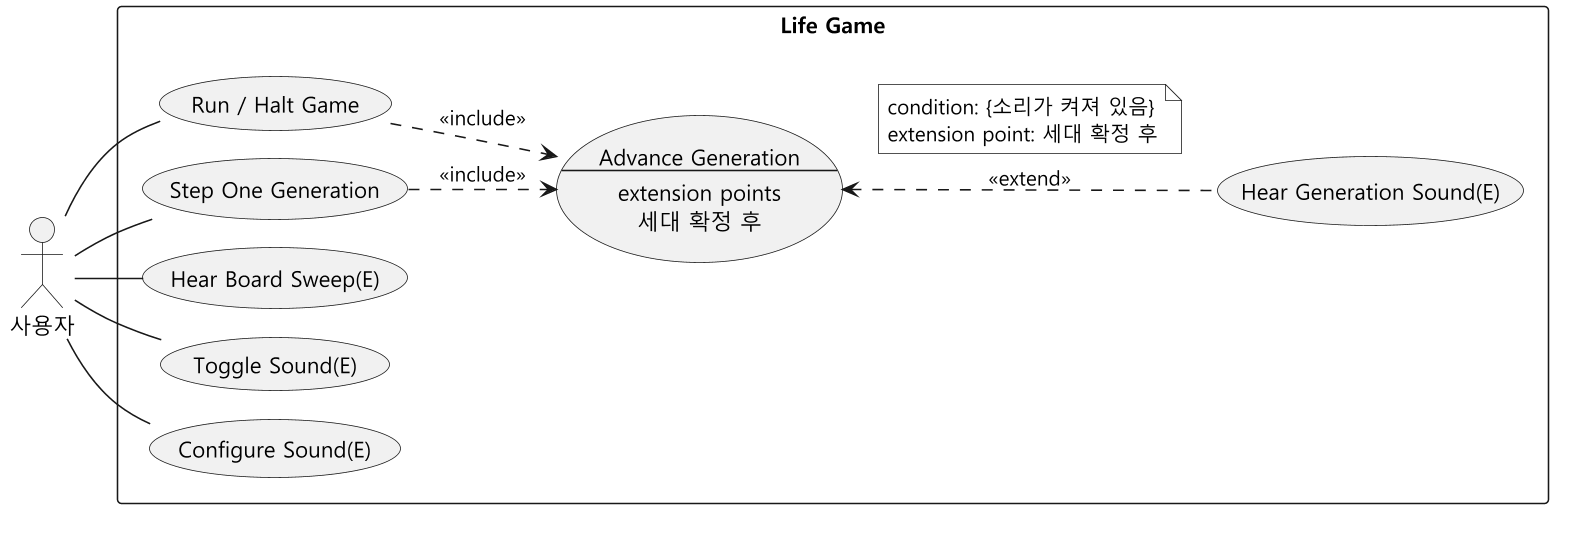 Life Game
Run / Halt Game
«include»
condition: {소리가 켜져 있음}
extension point: 세대 확정 후
Advance Generation
extension points
세대 확정 후
Step One Generation
«include»
«extend»
Hear Generation Sound(E)
Hear Board Sweep(E)
사용자
Toggle Sound(E)
Configure Sound(E)